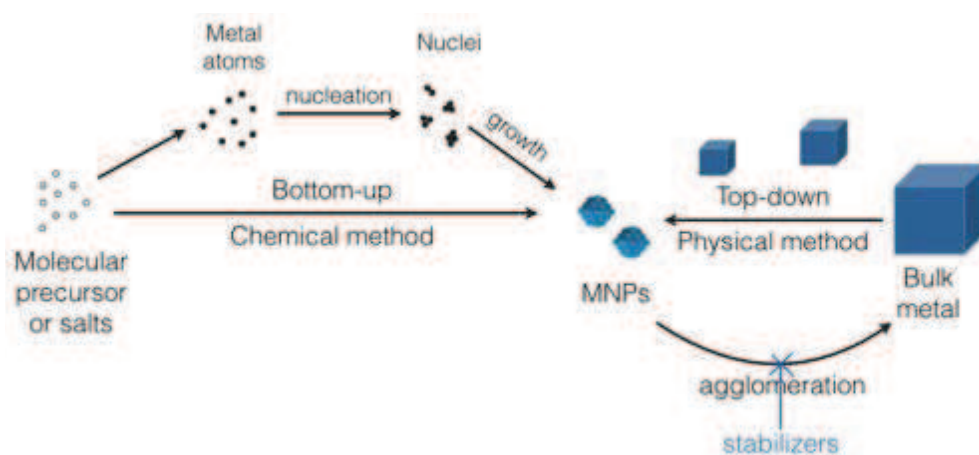 Metal
atoms
Nuclei
nucleation
growth
Bottom-up
Chemical method
Top-down
Physical method
Molecular
precursor
or salts
MNPs
Bulk
metal
agglomeration
stabilizers